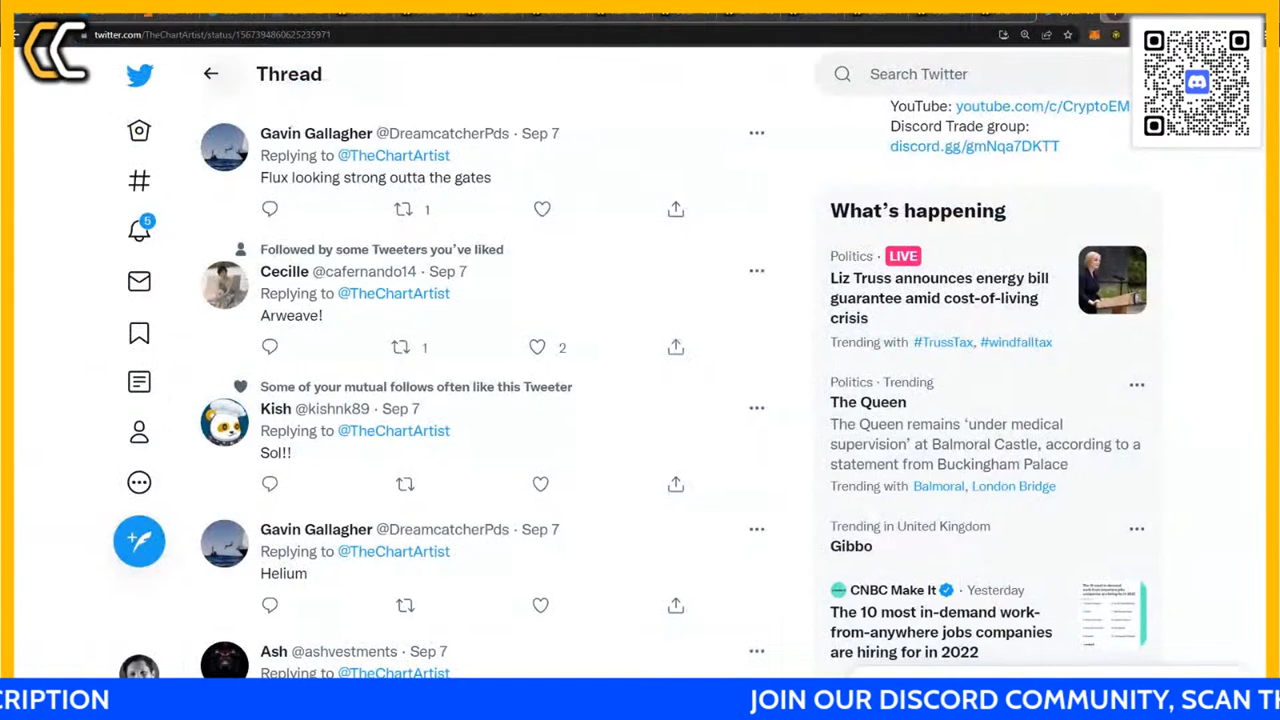 twitter.com/TheChartArtist/status/1567394860625235971
Thread
Search Twitter
Gavin Gallagher @DreamcatcherPds · Sep 7
Replying to @TheChartArtist
Flux looking strong outta the gates
1
Followed by some Tweeters you’ve liked
Cecille @cafernando14 · Sep 7
Replying to @TheChartArtist
Arweave!
1 2
Some of your mutual follows often like this Tweeter
Kish @kishnk89 · Sep 7
Replying to @TheChartArtist
Sol!!
Gavin Gallagher @DreamcatcherPds · Sep 7
Replying to @TheChartArtist
Helium
Ash @ashvestments · Sep 7
Replying to @TheChartArtist
5
YouTube: youtube.com/c/CryptoEM
Discord Trade group:
discord.gg/gmNqa7DKTT
What’s happening
Politics · LIVE
Liz Truss announces energy bill
guarantee amid cost-of-living
crisis
Trending with #TrussTax, #windfalltax
Politics · Trending
The Queen
The Queen remains ‘under medical
supervision’ at Balmoral Castle, according to a
statement from Buckingham Palace
Trending with Balmoral, London Bridge
Trending in United Kingdom
Gibbo
CNBC Make It · Yesterday
The 10 most in-demand work-
from-anywhere jobs companies
are hiring for in 2022
CRIPTION JOIN OUR DISCORD COMMUNITY, SCAN TH